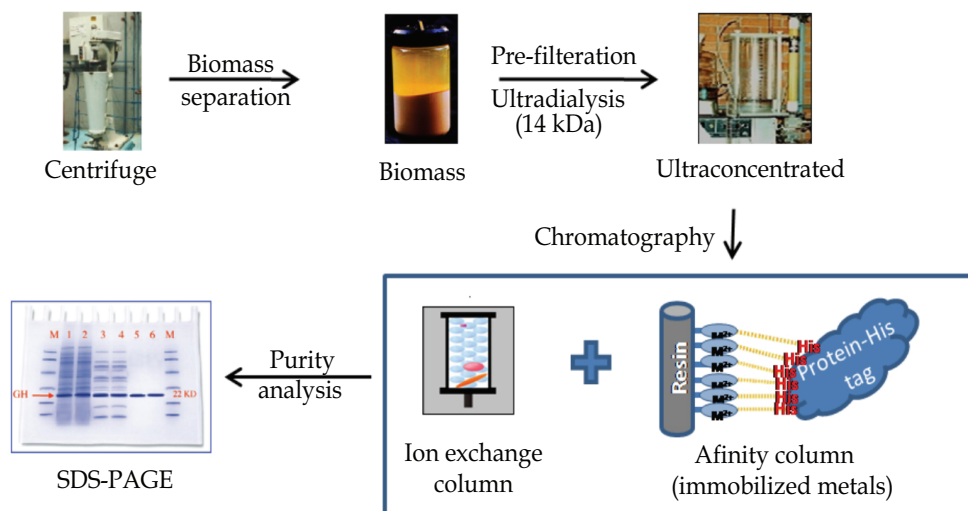 Centrifuge
Biomass
separation
Biomass
Pre-filteration
Ultradialysis
(14 kDa)
Ultraconcentrated
Chromatography
Resin
M²⁺
M²⁺
M²⁺
M²⁺
M²⁺
M²⁺
His
His
His
His
His
His
Protein-His
tag
Ion exchange
column
Afinity column
(immobilized metals)
Purity
analysis
M 1 2 3 4 5 6 M
GH
22 KD
SDS-PAGE